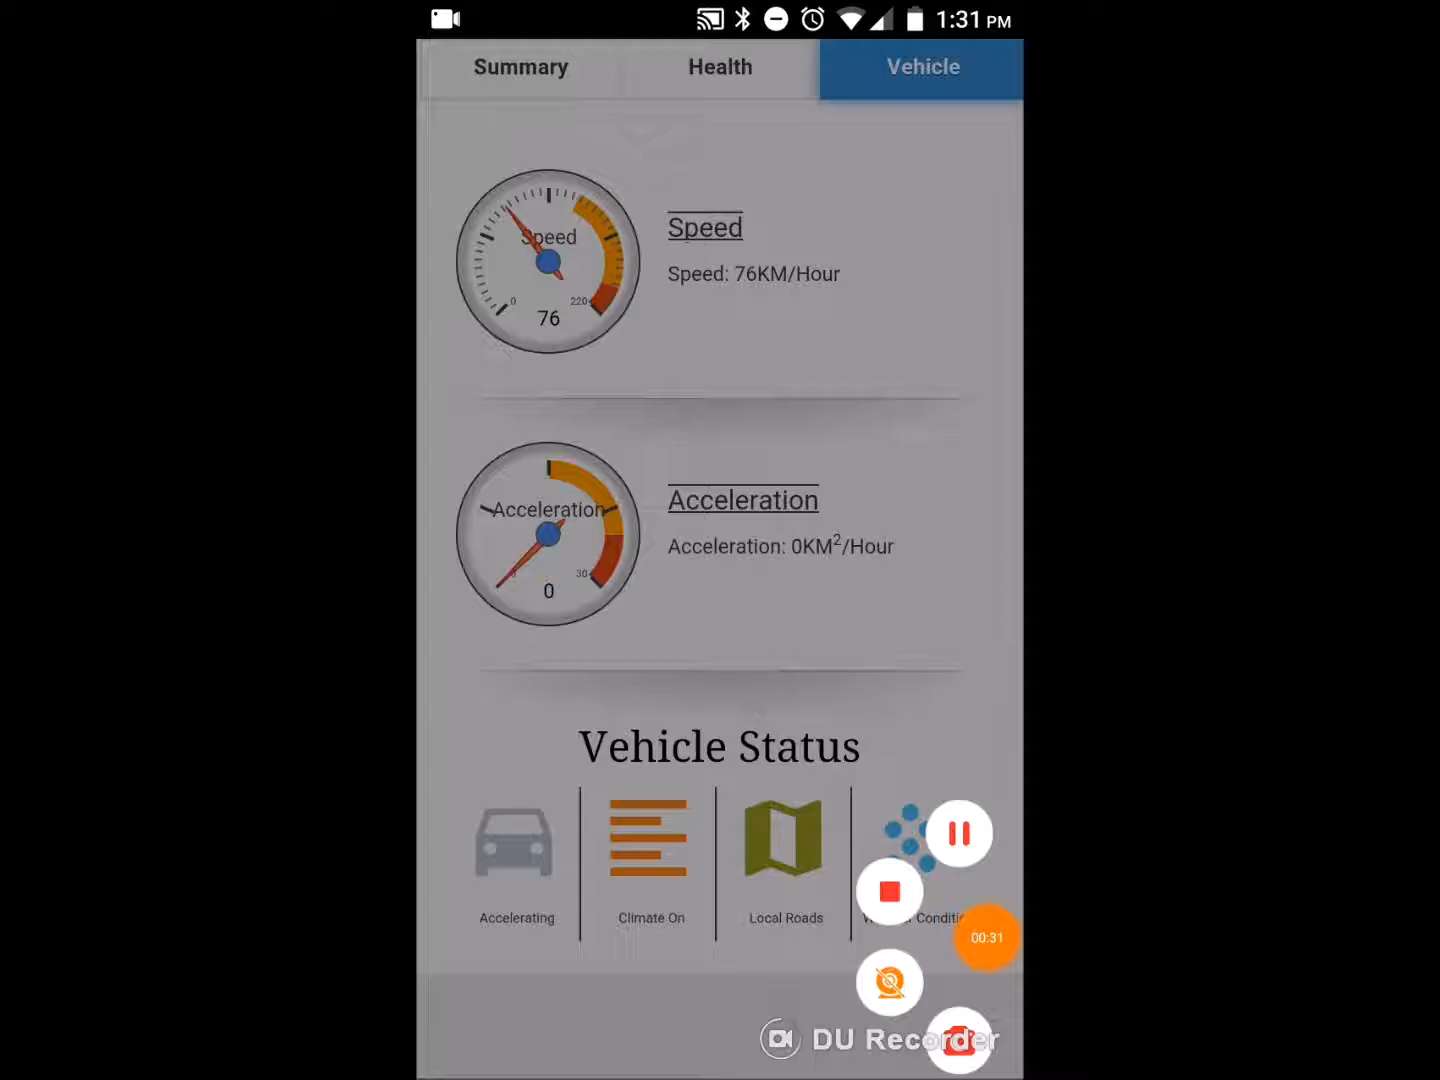 1:31 PM
Summary Health Vehicle
Speed
0 220
76
Speed
Speed: 76KM/Hour
Acceleration
30
0
Acceleration
Acceleration: 0KM²/Hour
Vehicle Status
Accelerating Climate On Local Roads
00:31
DU Recorder